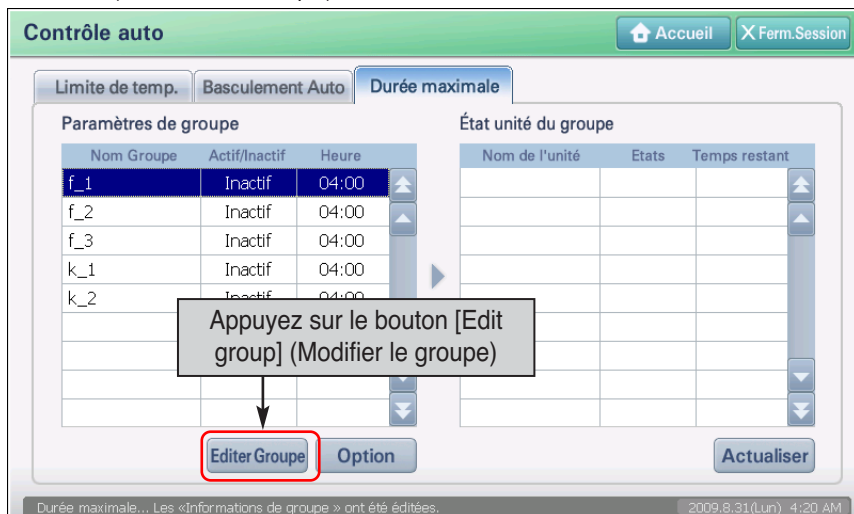 Contrôle auto
Accueil
X Ferm.Session
Limite de temp.
Basculement Auto
Durée maximale
Paramètres de groupe
État unité du groupe
Nom Groupe Actif/Inactif Heure
Nom de l'unité Etats Temps restant
f_1 Inactif 04:00
f_2 Inactif 04:00
f_3 Inactif 04:00
k_1 Inactif 04:00
k_2 Inactif 04:00
Appuyez sur le bouton [Edit
group] (Modifier le groupe)
Editer Groupe
Option
Actualiser
Durée maximale... Les «Informations de groupe » ont été éditées.
2009.8.31(Lun) 4:20 AM